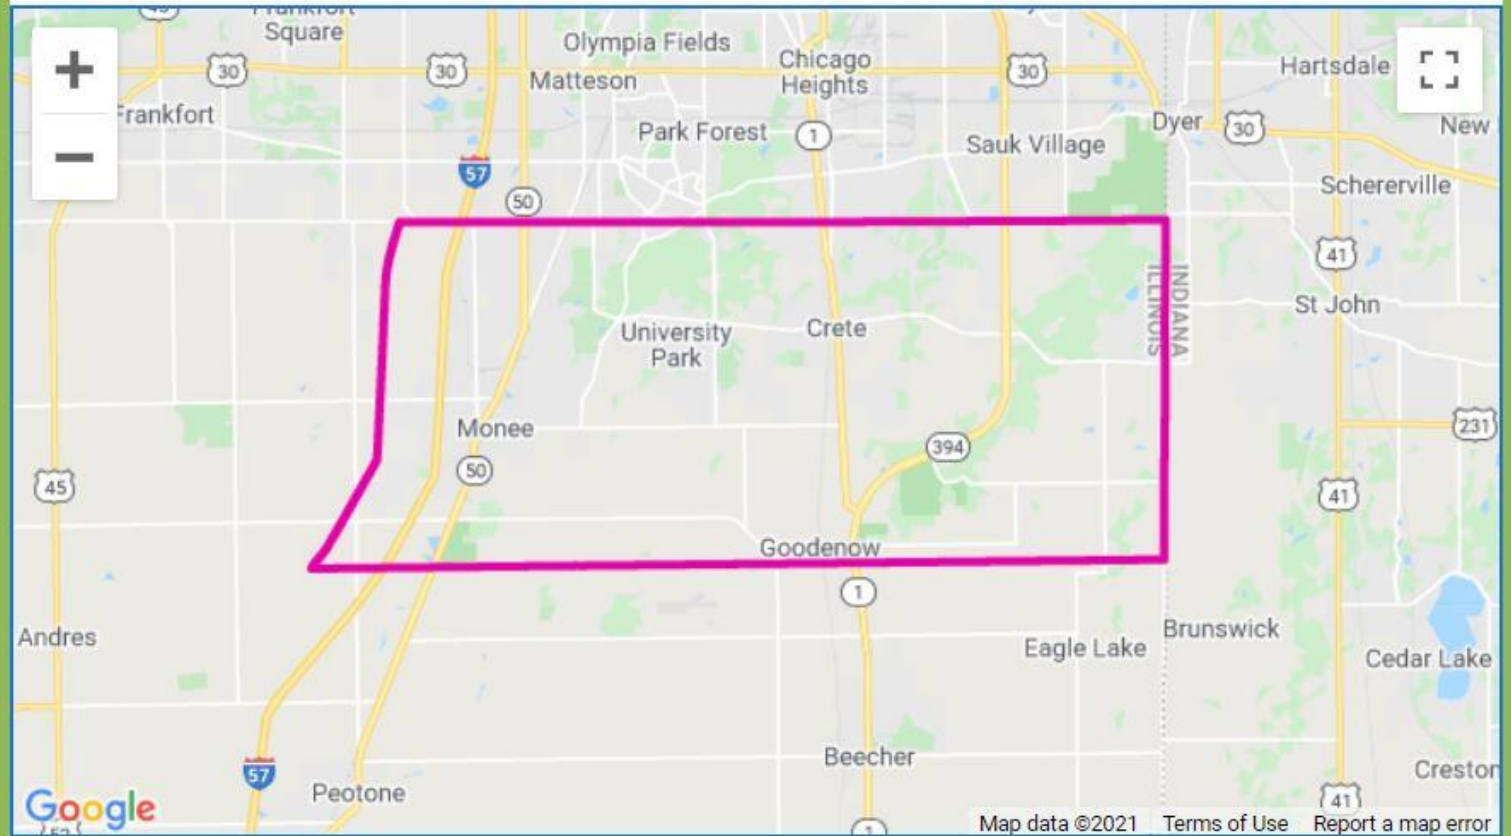 Square
Olympia Fields
Chicago
Heights
Hartsdale
30
30
30
Matteson
Frankfort
Park Forest
1
Sauk Village
Dyer
30
New
57
Schererville
50
41
INDIANA
ILLINOIS
St John
University
Park
Crete
Monee
231
394
50
45
41
Goodenow
1
Andres
Brunswick
Eagle Lake
Cedar Lake
Beecher
57
Peotone
Creston
41
Google
Map data ©2021
Terms of Use
Report a map error